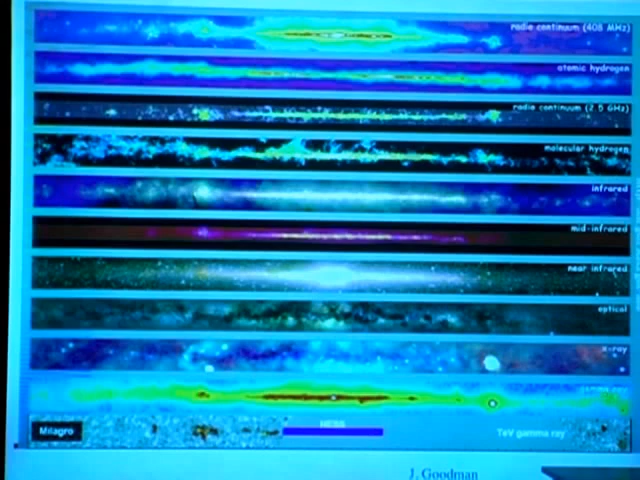 radio continuum (408 MHz)
atomic hydrogen
radio continuum (2.5 GHz)
molecular hydrogen
infrared
mid-infrared
near infrared
optical
x-ray
HESS
Milagro
TeV gamma ray
J. Goodman